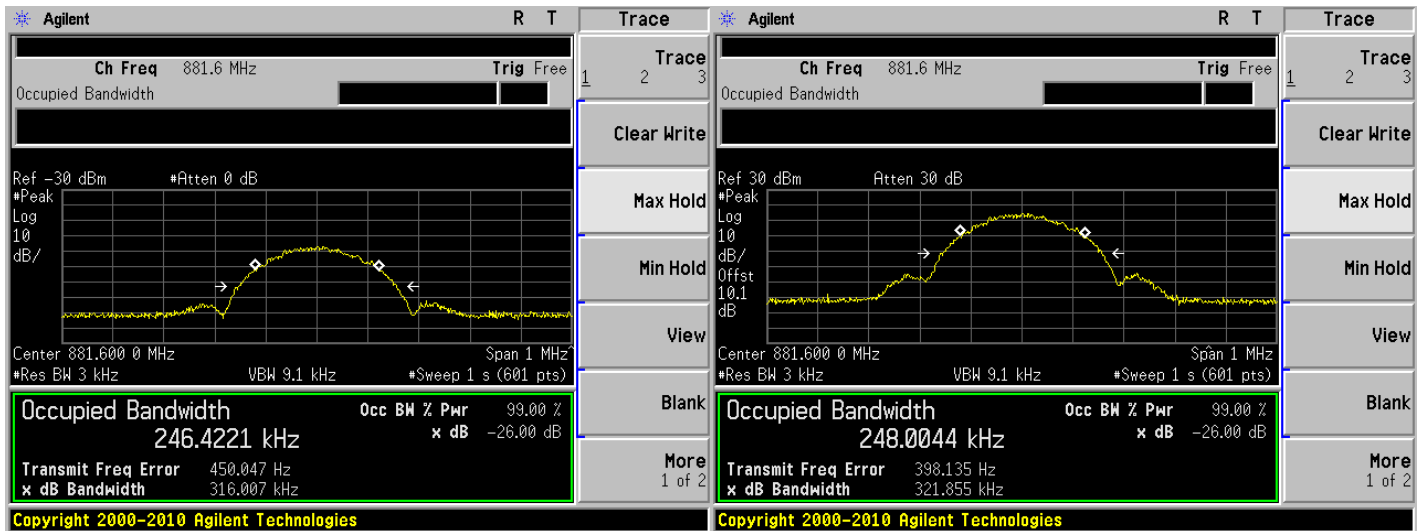 Agilent R T Trace
Ch Freq 881.6 MHz Trig Free
Occupied Bandwidth
Trace
1 2 3
Clear Write
Max Hold
Min Hold
View
Blank
More
1 of 2
Ref -30 dBm #Atten 0 dB
#Peak
Log
10
dB/
Center 881.600 0 MHz Span 1 MHz^
#Res BW 3 kHz VBW 9.1 kHz #Sweep 1 s (601 pts)
Occupied Bandwidth Occ BW % Pwr 99.00 %
246.4221 kHz x dB -26.00 dB
Transmit Freq Error 450.047 Hz
x dB Bandwidth 316.007 kHz
Copyright 2000-2010 Agilent Technologies
Agilent R T Trace
Ch Freq 881.6 MHz Trig Free
Occupied Bandwidth
Trace
1 2 3
Clear Write
Max Hold
Min Hold
View
Blank
More
1 of 2
Ref 30 dBm Atten 30 dB
#Peak
Log
10
dB/
Offst
10.1
dB
Center 881.600 0 MHz Span 1 MHz
#Res BW 3 kHz VBW 9.1 kHz #Sweep 1 s (601 pts)
Occupied Bandwidth Occ BW % Pwr 99.00 %
248.0044 kHz x dB -26.00 dB
Transmit Freq Error 398.135 Hz
x dB Bandwidth 321.855 kHz
Copyright 2000-2010 Agilent Technologies